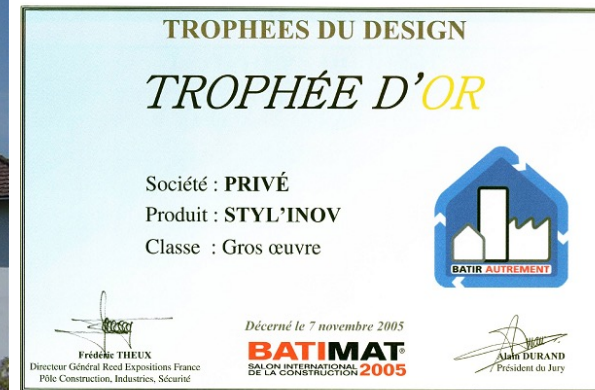 TROPHEES DU DESIGN
TROPHÉE D'OR
Société : PRIVÉ
Produit : STYL'INOV
Classe : Gros œuvre
BATIR AUTREMENT
Décerné le 7 novembre 2005
BATIMAT®
SALON INTERNATIONAL
DE LA CONSTRUCTION 2005
Frédéric THEUX
Directeur Général Reed Expositions France
Pôle Construction, Industries, Sécurité
Alain DURAND
Président du Jury